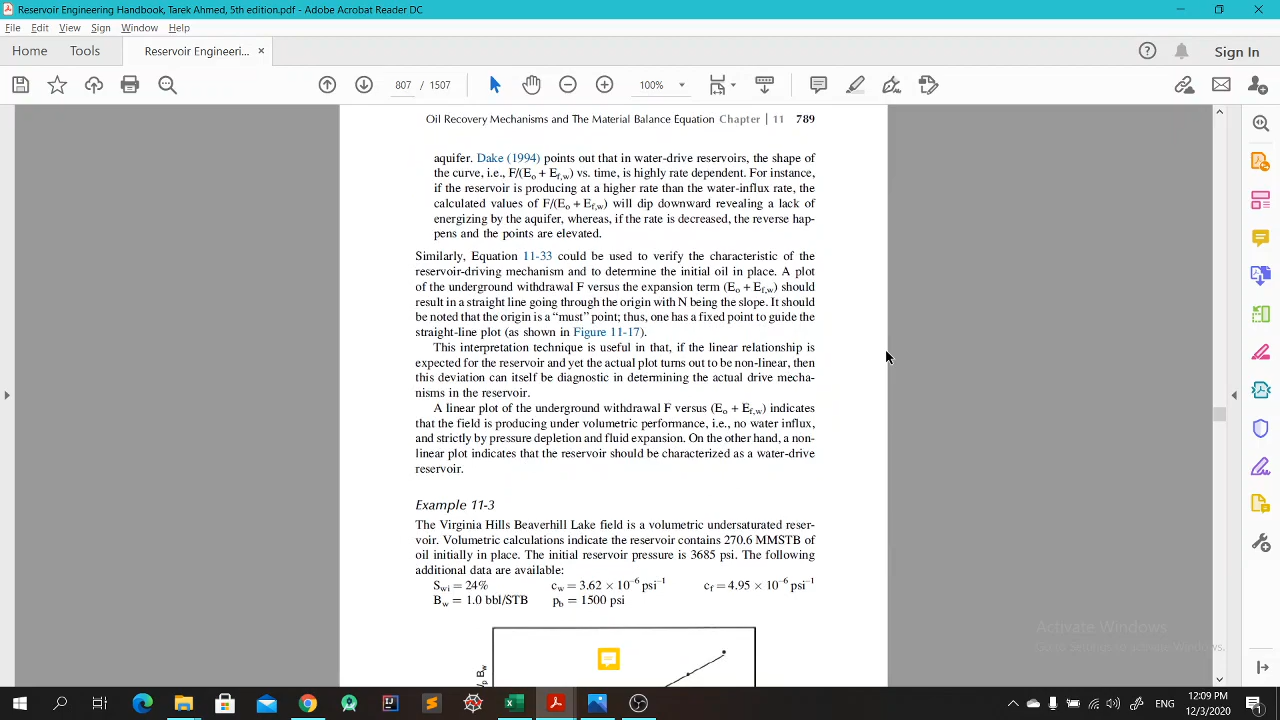 Reservoir Engineering Handbook, Tarek Ahmed, 5th edition.pdf - Adobe Acrobat Reader DC
File Edit View Sign Window Help
Home Tools Reservoir Engineeri... × Sign In
807 / 1507 100%
Oil Recovery Mechanisms and The Material Balance Equation Chapter | 11 789
aquifer. Dake (1994) points out that in water-drive reservoirs, the shape of
the curve, i.e., F/(Eo + Ef,w) vs. time, is highly rate dependent. For instance,
if the reservoir is producing at a higher rate than the water-influx rate, the
calculated values of F/(Eo + Ef,w) will dip downward revealing a lack of
energizing by the aquifer, whereas, if the rate is decreased, the reverse hap-
pens and the points are elevated.
Similarly, Equation 11-33 could be used to verify the characteristic of the
reservoir-driving mechanism and to determine the initial oil in place. A plot
of the underground withdrawal F versus the expansion term (Eo + Ef,w) should
result in a straight line going through the origin with N being the slope. It should
be noted that the origin is a “must” point; thus, one has a fixed point to guide the
straight-line plot (as shown in Figure 11-17).
This interpretation technique is useful in that, if the linear relationship is
expected for the reservoir and yet the actual plot turns out to be non-linear, then
this deviation can itself be diagnostic in determining the actual drive mecha-
nisms in the reservoir.
A linear plot of the underground withdrawal F versus (Eo + Ef,w) indicates
that the field is producing under volumetric performance, i.e., no water influx,
and strictly by pressure depletion and fluid expansion. On the other hand, a non-
linear plot indicates that the reservoir should be characterized as a water-drive
reservoir.
Example 11-3
The Virginia Hills Beaverhill Lake field is a volumetric undersaturated reser-
voir. Volumetric calculations indicate the reservoir contains 270.6 MMSTB of
oil initially in place. The initial reservoir pressure is 3685 psi. The following
additional data are available:
Swi = 24% cw = 3.62 × 10⁻⁶ psi⁻¹ cf = 4.95 × 10⁻⁶ psi⁻¹
Bw = 1.0 bbl/STB pb = 1500 psi
Activate Windows
Go to Settings to activate Windows.
12:09 PM
12/3/2020